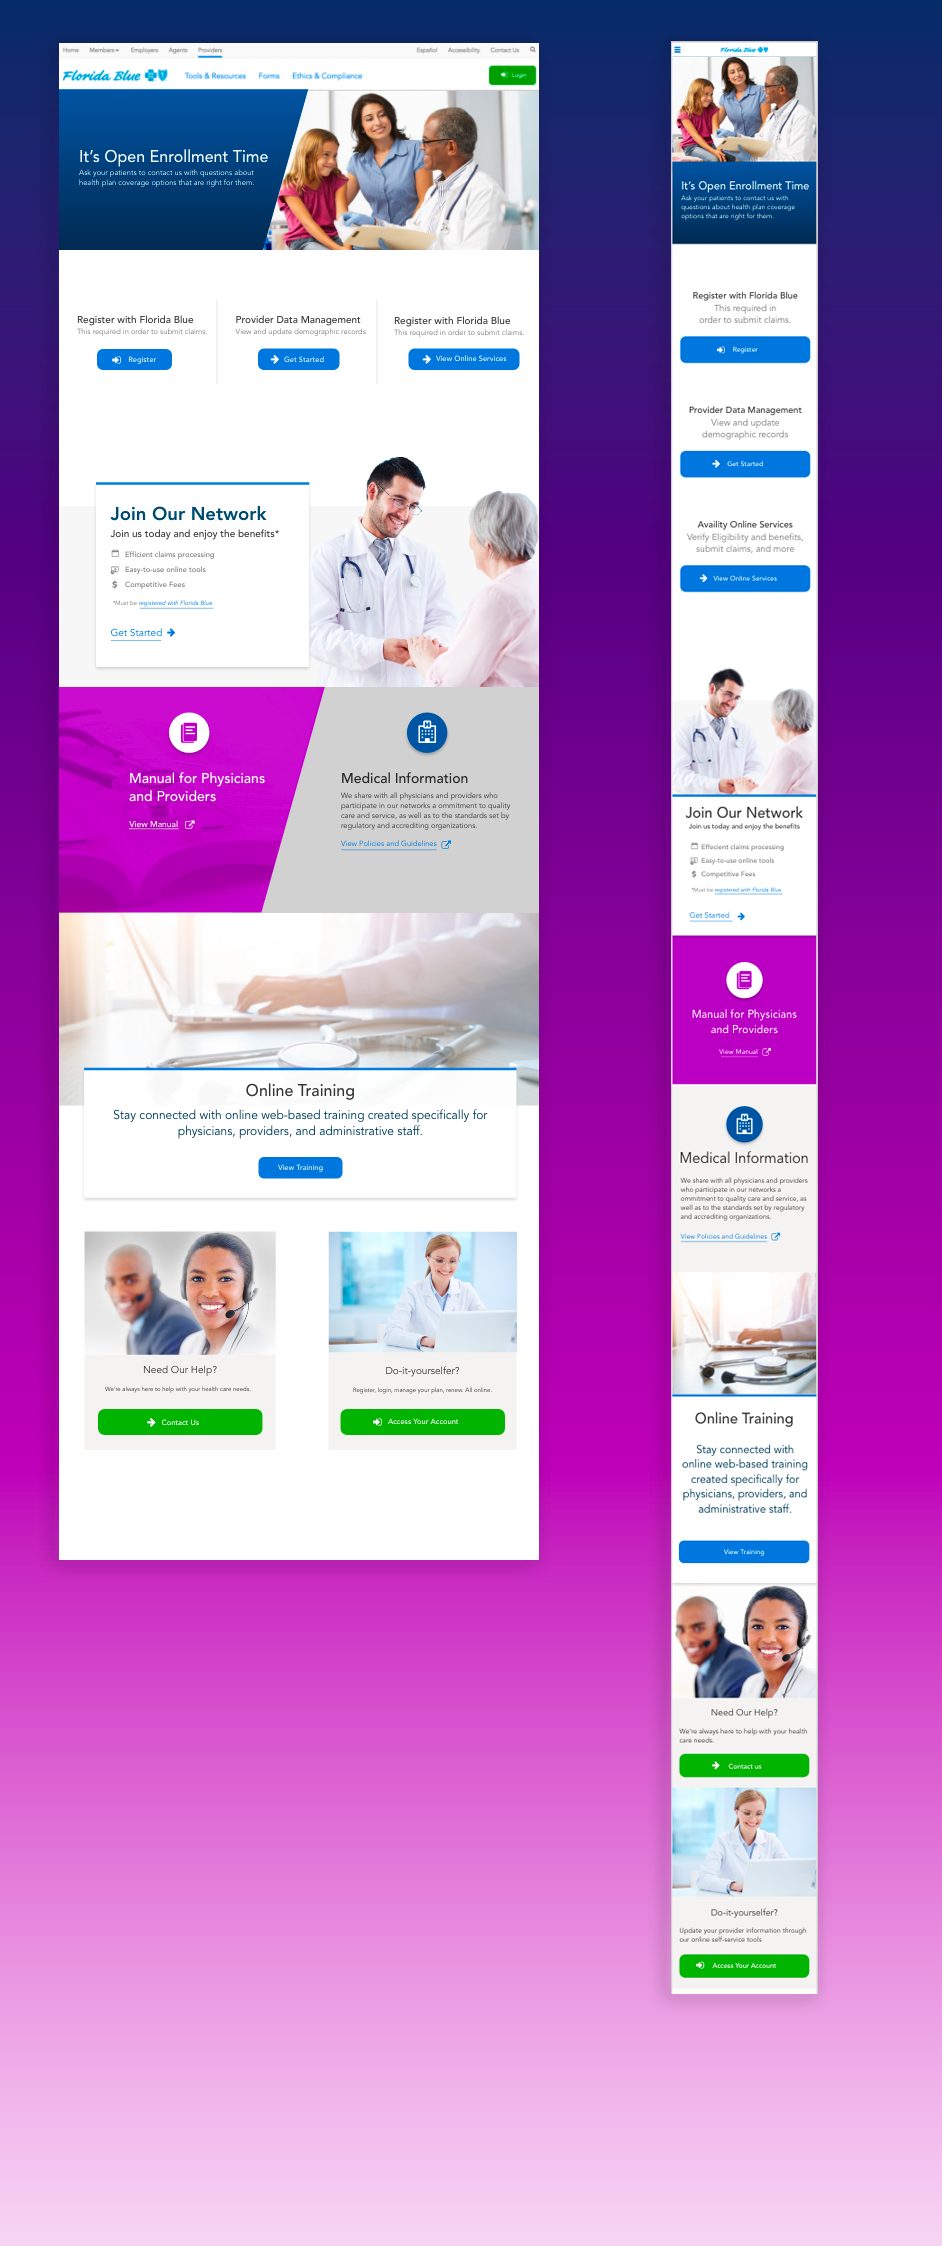 Home Members Employers Agents Providers Español Accessibility Contact Us
Florida Blue Tools & Resources Forms Ethics & Compliance Login
It's Open Enrollment Time
Ask your patients to contact us with questions about
health plan coverage options that are right for them.
Register with Florida Blue
This required in order to submit claims.
Register
Provider Data Management
View and update demographic records
Get Started
Register with Florida Blue
This required in order to submit claims.
View Online Services
Join Our Network
Join us today and enjoy the benefits*
Efficient claims processing
Easy-to-use online tools
$ Competitive Fees
*Must be registered with Florida Blue.
Get Started
Manual for Physicians
and Providers
View Manual
Medical Information
We share with all physicians and providers who
participate in our networks a ommitment to quality
care and service, as well as to the standards set by
regulatory and accrediting organizations.
View Policies and Guidelines
Online Training
Stay connected with online web-based training created specifically for
physicians, providers, and administrative staff.
View Training
Need Our Help?
We're always here to help with your health care needs.
Contact Us
Do-it-yourselfer?
Register, login, manage your plan, renew. All online.
Access Your Account
Florida Blue
It's Open Enrollment Time
Ask your patients to contact us with
questions about health plan coverage
options that are right for them.
Register with Florida Blue
This required in
order to submit claims.
Register
Provider Data Management
View and update
demographic records
Get Started
Availity Online Services
Verify Eligibility and benefits,
submit claims, and more
View Online Services
Join Our Network
Join us today and enjoy the benefits
Effecient claims processing
Easy-to-use online tools
$ Competitive Fees
*Must be registered with Florida Blue.
Get Started
Manual for Physicians
and Providers
View Manual
Medical Information
We share with all physicians and providers
who participate in our networks a
ommitment to quality care and service, as
well as to the standards set by regulatory
and accrediting organizations.
View Policies and Guidelines
Online Training
Stay connected with
online web-based training
created specifically for
physicians, providers, and
administrative staff.
View Training
Need Our Help?
We're always here to help with your health
care needs.
Contact us
Do-it-yourselfer?
Update your provider information through
our online self-service tools
Access Your Account